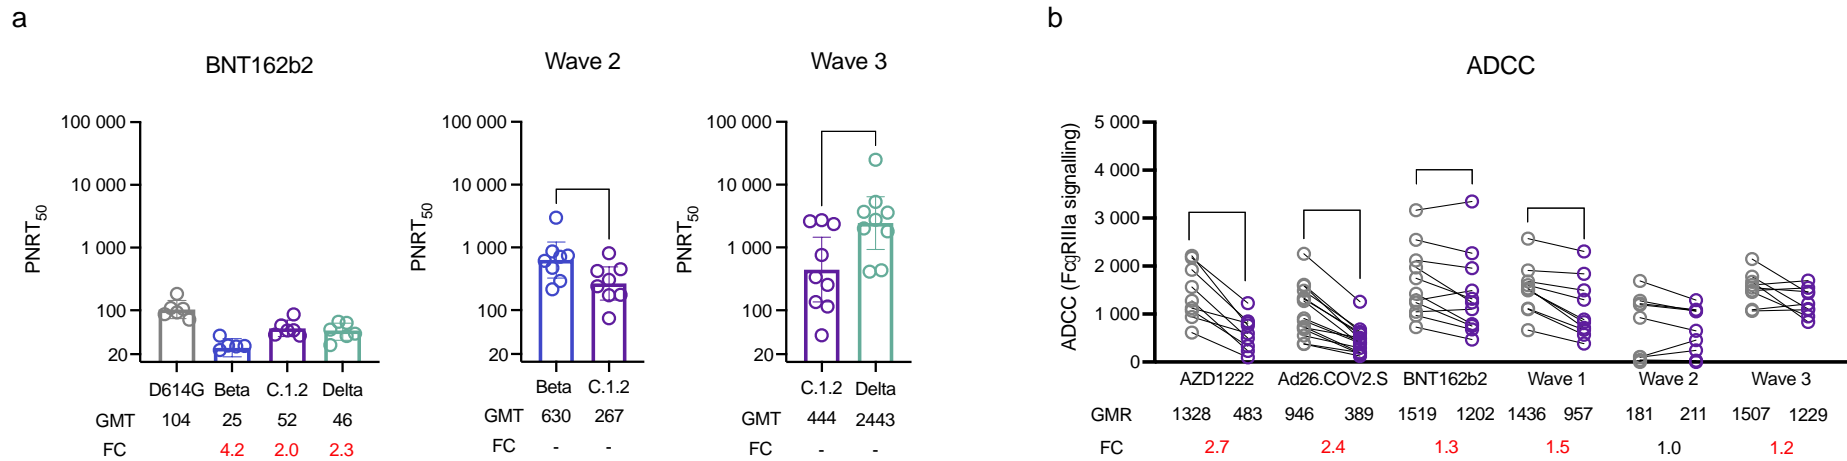 a
b
BNT162b2
Wave 2
Wave 3
ADCC
PNRT50
100 000
10 000
1 000
100
20
D614G Beta C.1.2 Delta
GMT 104 25 52 46
FC 4.2 2.0 2.3
PNRT50
100 000
10 000
1 000
100
20
Beta C.1.2
GMT 630 267
FC - -
PNRT50
100 000
10 000
1 000
100
20
C.1.2 Delta
GMT 444 2443
FC - -
ADCC (FcgRIIIa signalling)
5 000
4 000
3 000
2 000
1 000
0
AZD1222 Ad26.COV2.S BNT162b2 Wave 1 Wave 2 Wave 3
GMR 1328 483 946 389 1519 1202 1436 957 181 211 1507 1229
FC 2.7 2.4 1.3 1.5 1.0 1.2